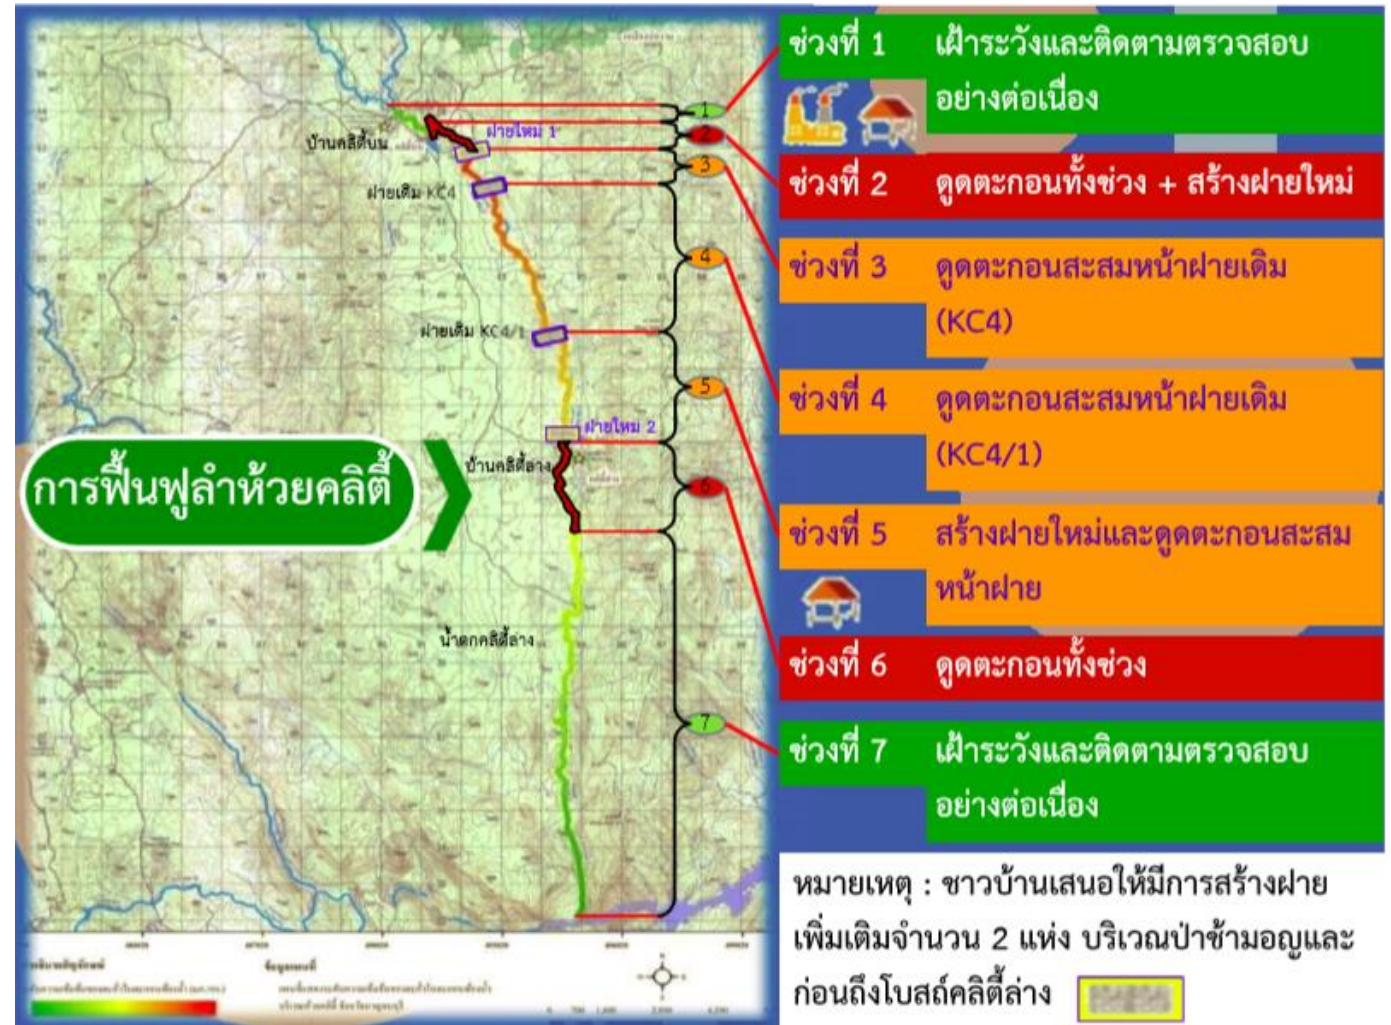 การฟื้นฟูลำห้วยคลิตี้
บ้านคลิตี้บน
ฝายใหม่ 1
ฝายเดิม KC4
ฝายเดิม KC4/1
ฝายใหม่ 2
บ้านคลิตี้ล่าง
น้ำตกคลิตี้ล่าง
1
2
3
4
5
6
7
ช่วงที่ 1 เฝ้าระวังและติดตามตรวจสอบ
อย่างต่อเนื่อง
ช่วงที่ 2 ดูดตะกอนทั้งช่วง + สร้างฝายใหม่
ช่วงที่ 3 ดูดตะกอนสะสมหน้าฝายเดิม
(KC4)
ช่วงที่ 4 ดูดตะกอนสะสมหน้าฝายเดิม
(KC4/1)
ช่วงที่ 5 สร้างฝายใหม่และดูดตะกอนสะสม
หน้าฝาย
ช่วงที่ 6 ดูดตะกอนทั้งช่วง
ช่วงที่ 7 เฝ้าระวังและติดตามตรวจสอบ
อย่างต่อเนื่อง
หมายเหตุ : ชาวบ้านเสนอให้มีการสร้างฝาย
เพิ่มเติมจำนวน 2 แห่ง บริเวณป่าช้ามอญและ
ก่อนถึงโบสถ์คลิตี้ล่าง